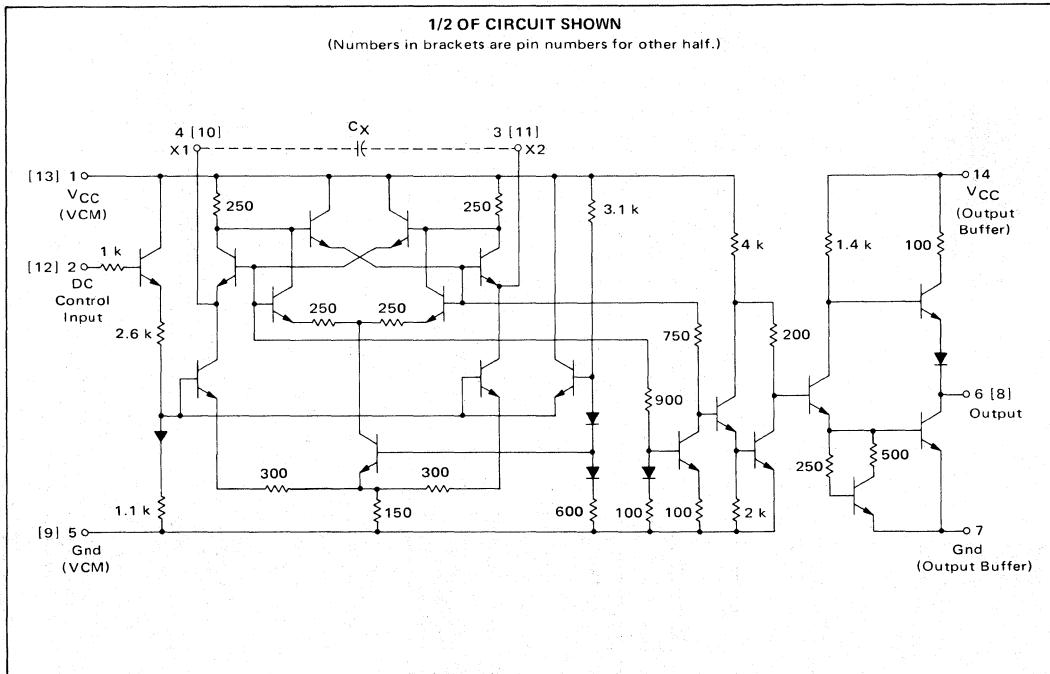 1/2 OF CIRCUIT SHOWN
(Numbers in brackets are pin numbers for other half.)
4 [10]
CX
3 [11]
X1
X2
[13] 1
VCC
(VCM)
14
VCC
(Output
Buffer)
250
250
3.1 k
4 k
1.4 k
100
1 k
[12] 2
DC
Control
Input
250
250
2.6 k
750
200
900
6 [8]
Output
300
300
250
500
1.1 k
150
600
100
100
2 k
[9] 5
Gnd
(VCM)
7
Gnd
(Output Buffer)